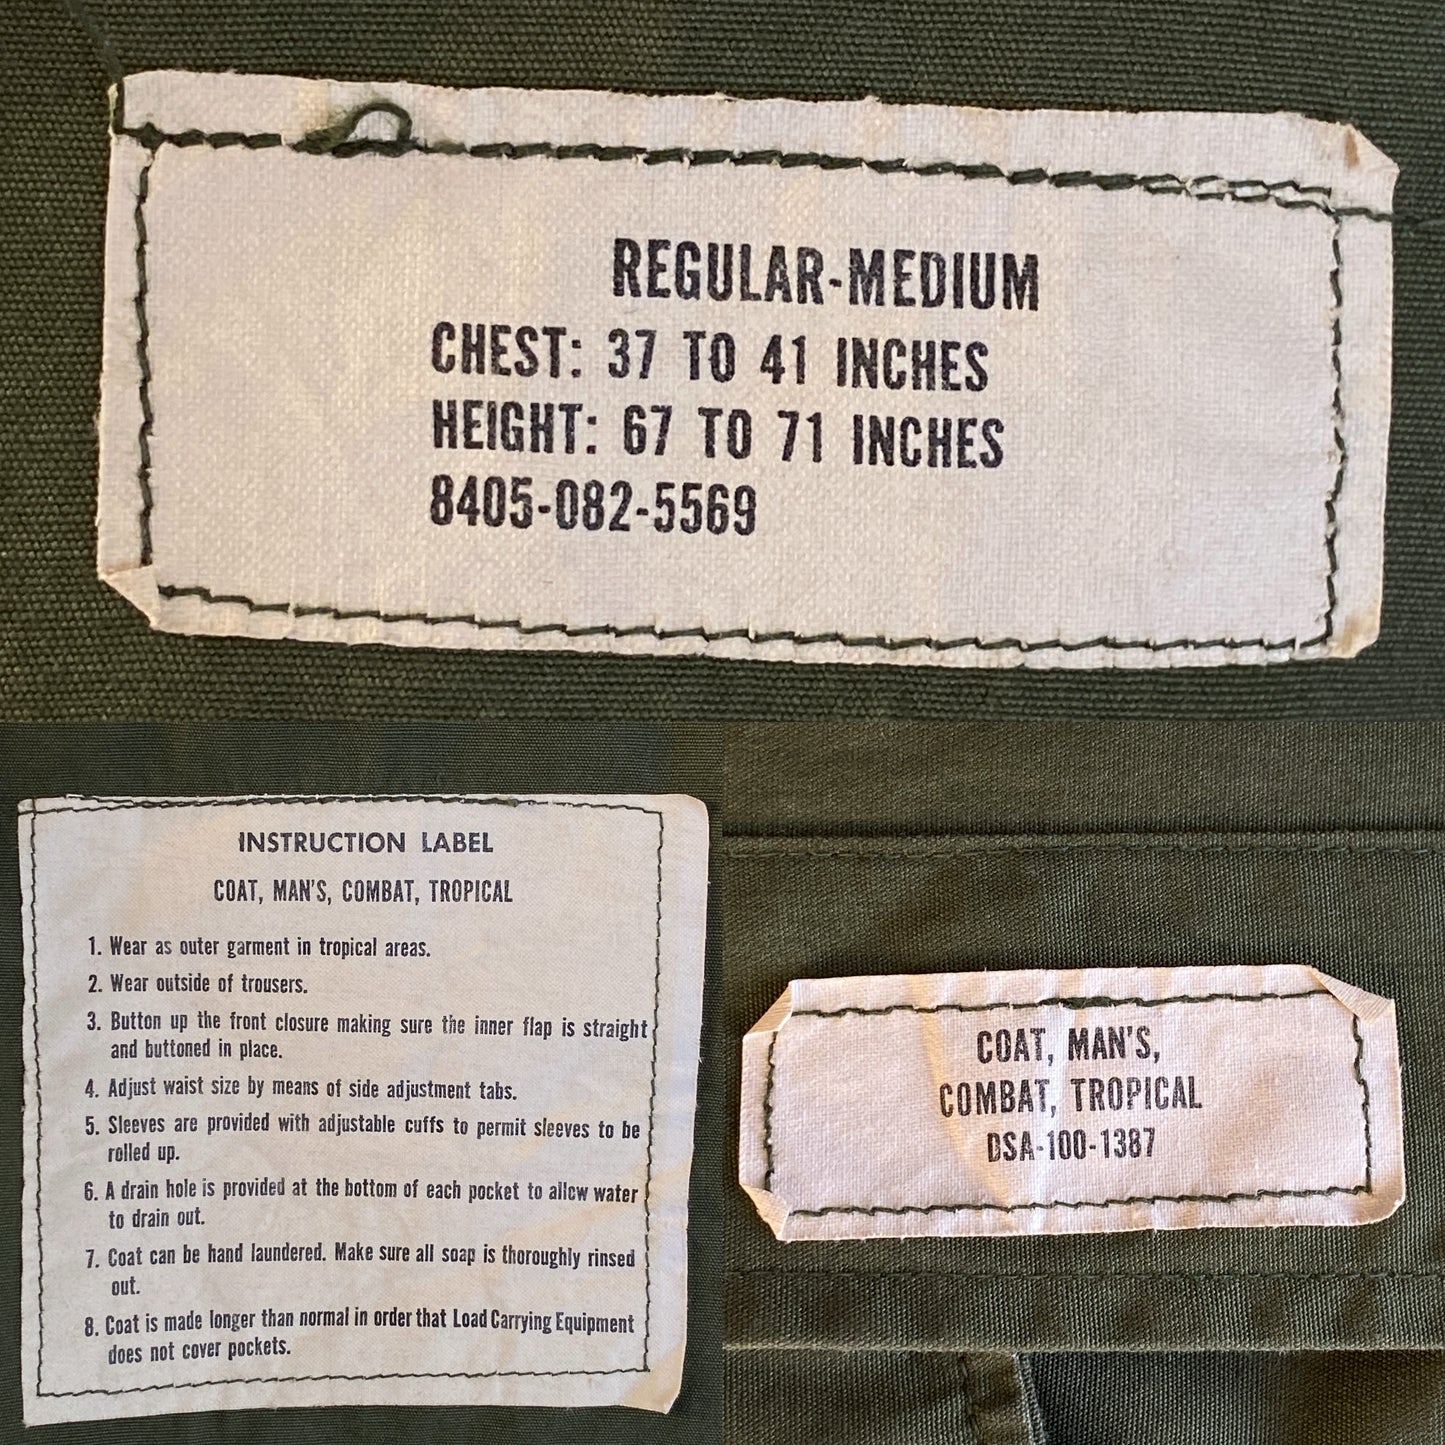 REGULAR-MEDIUM
CHEST: 37 TO 41 INCHES
HEIGHT: 67 TO 71 INCHES
8405-082-5569
INSTRUCTION LABEL
COAT, MAN'S, COMBAT, TROPICAL
1. Wear as outer garment in tropical areas.
2. Wear outside of trousers.
3. Button up the front closure making sure the inner flap is straight
and buttoned in place.
4. Adjust waist size by means of side adjustment tabs.
5. Sleeves are provided with adjustable cuffs to permit sleeves to be
rolled up.
6. A drain hole is provided at the bottom of each pocket to allow water
to drain out.
7. Coat can be hand laundered. Make sure all soap is thoroughly rinsed
out.
8. Coat is made longer than normal in order that Load Carrying Equipment
does not cover pockets.
COAT, MAN'S,
COMBAT, TROPICAL
DSA-100-1387